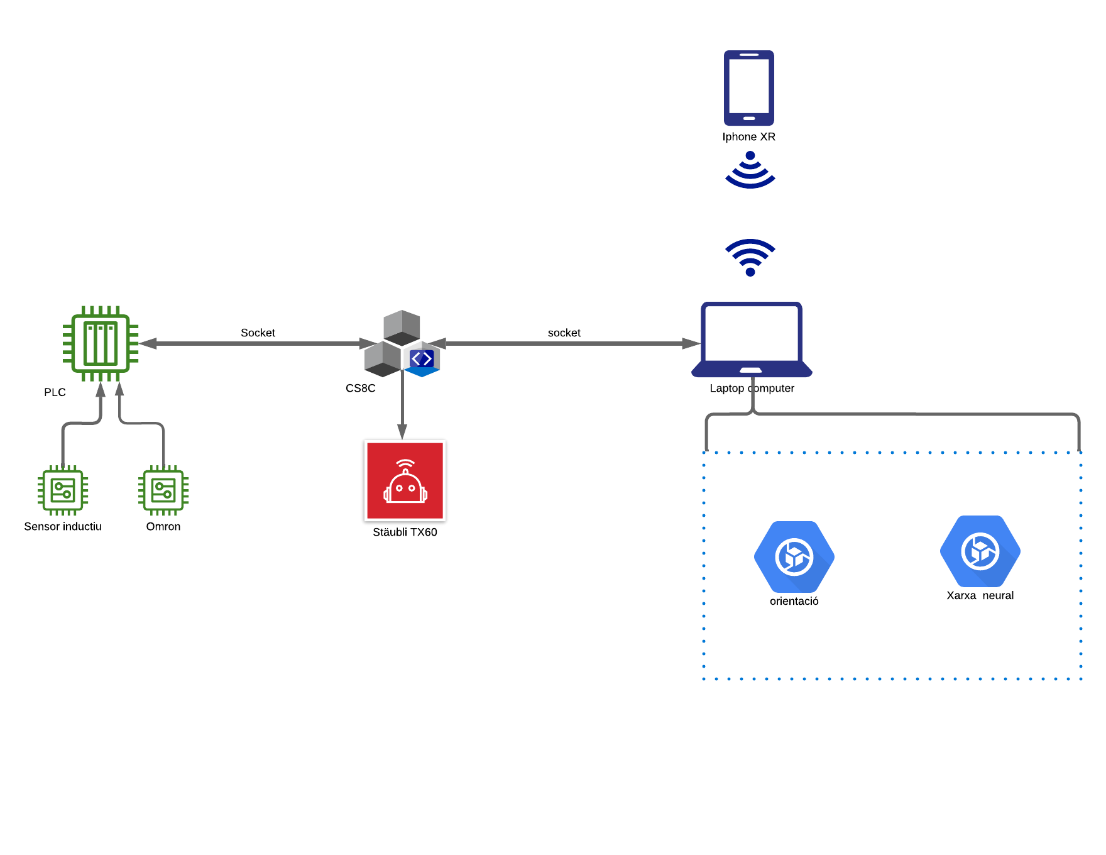 Iphone XR
Socket
socket
PLC
CS8C
Laptop computer
Sensor inductiu
Omron
Stäubli TX60
orientació
Xarxa neural